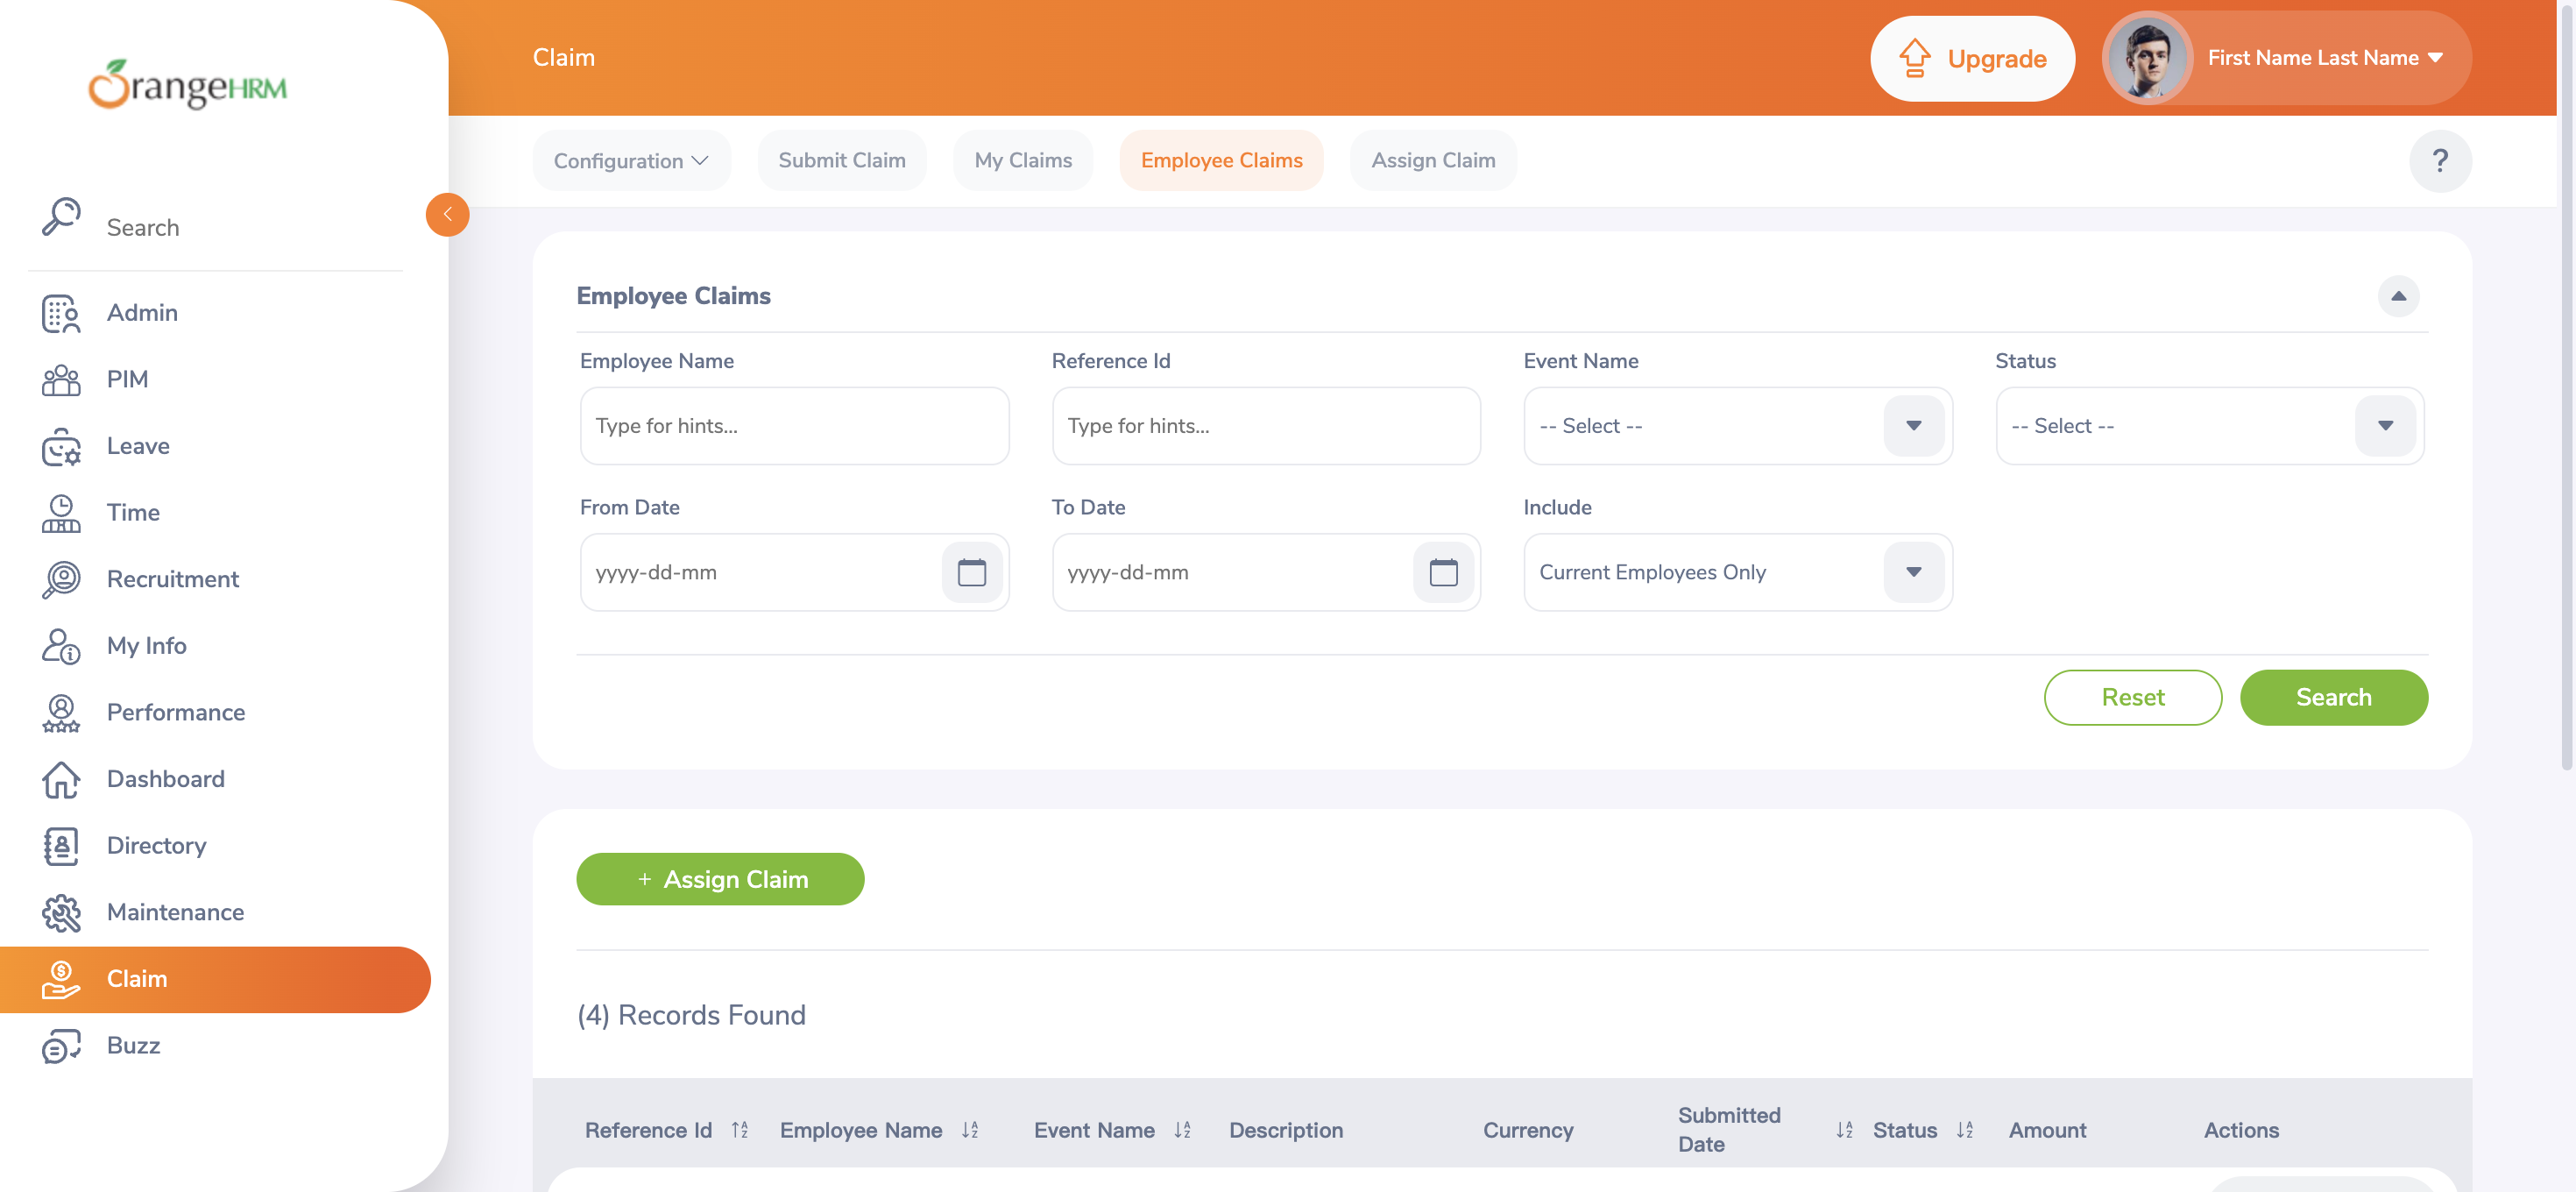 OrangeHRM
Claim
Upgrade
First Name Last Name
Configuration
Submit Claim
My Claims
Employee Claims
Assign Claim
?
Search
Admin
PIM
Leave
Time
Recruitment
My Info
Performance
Dashboard
Directory
Maintenance
Claim
Buzz
Employee Claims
Employee Name
Reference Id
Event Name
Status
Type for hints...
Type for hints...
-- Select --
-- Select --
From Date
To Date
Include
yyyy-dd-mm
yyyy-dd-mm
Current Employees Only
Reset
Search
+ Assign Claim
(4) Records Found
Reference Id
Employee Name
Event Name
Description
Currency
Submitted
Date
Status
Amount
Actions